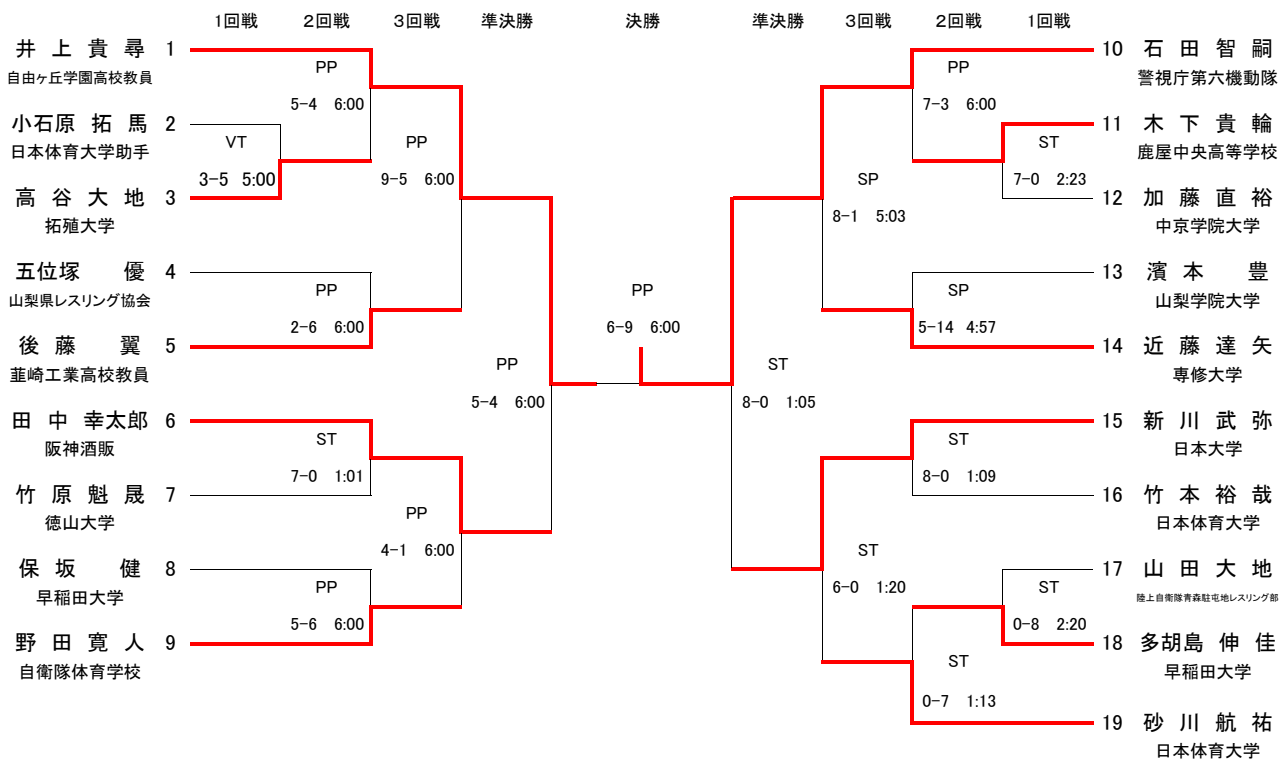 1回戦 2回戦 3回戦 準決勝 決勝 準決勝 3回戦 2回戦 1回戦
井上貴尋 1
自由ヶ丘学園高校教員
PP
5-4 6:00
小石原 拓馬 2
日本体育大学助手
VT
3-5 5:00
高谷大地 3
拓殖大学
PP
9-5 6:00
五位塚 優 4
山梨県レスリング協会
PP
2-6 6:00
後藤 翼 5
韮崎工業高校教員
PP
5-4 6:00
田中 幸太郎 6
阪神酒販
ST
7-0 1:01
竹原魁晟 7
徳山大学
PP
4-1 6:00
保坂 健 8
早稲田大学
PP
5-6 6:00
野田寛人 9
自衛隊体育学校
PP
6-9 6:00
10 石田智嗣
警視庁第六機動隊
PP
7-3 6:00
11 木下貴輪
鹿屋中央高等学校
ST
7-0 2:23
12 加藤直裕
中京学院大学
SP
8-1 5:03
13 濱本 豊
山梨学院大学
SP
5-14 4:57
14 近藤達矢
専修大学
ST
8-0 1:05
15 新川武弥
日本大学
ST
8-0 1:09
16 竹本裕哉
日本体育大学
ST
6-0 1:20
17 山田大地
陸上自衛隊青森駐屯地レスリング部
ST
0-8 2:20
18 多胡島 伸佳
早稲田大学
ST
0-7 1:13
19 砂川航祐
日本体育大学